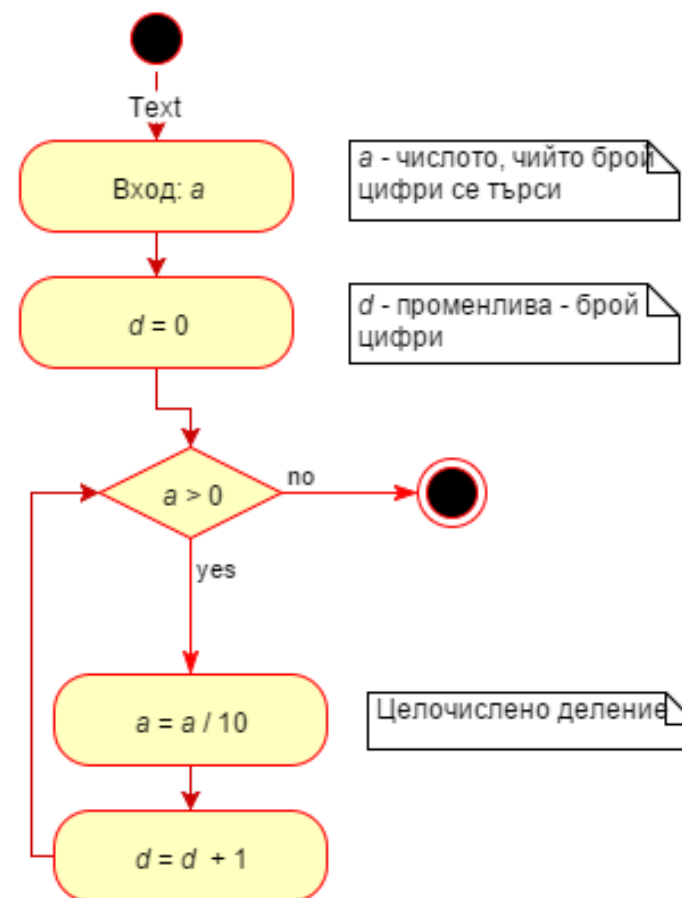 Text
Вход: a
a - числото, чийто брой
цифри се търси
d = 0
d - променлива - брой
цифри
a > 0
no
yes
a = a / 10
Целочислено деление
d = d + 1